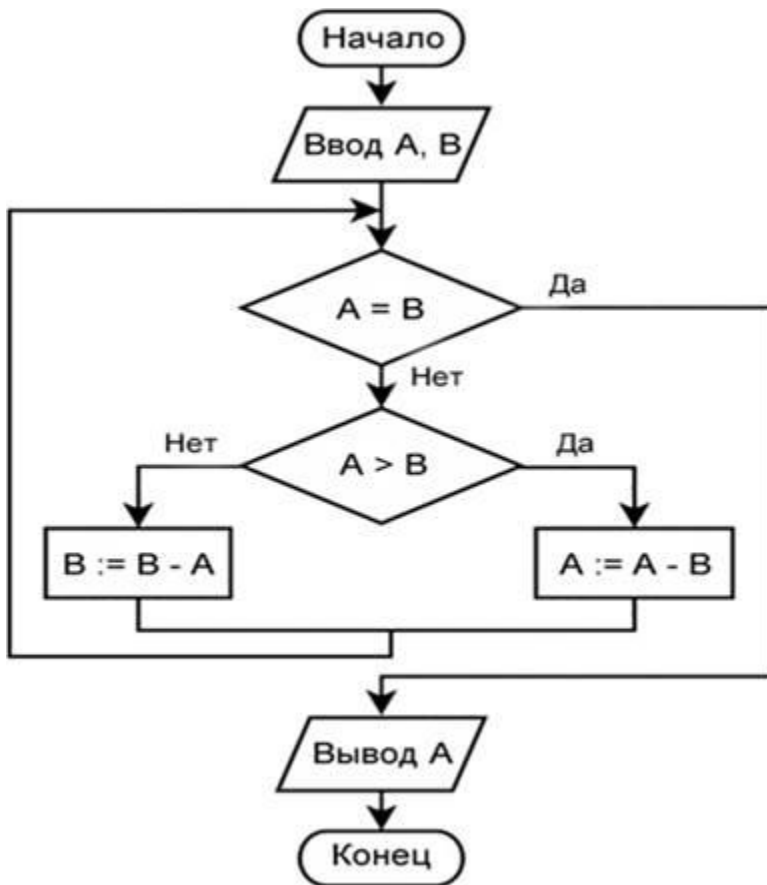 Начало
Ввод A, B
A = B
Да
Нет
A > B
Нет
Да
B := B - A
A := A - B
Вывод A
Конец